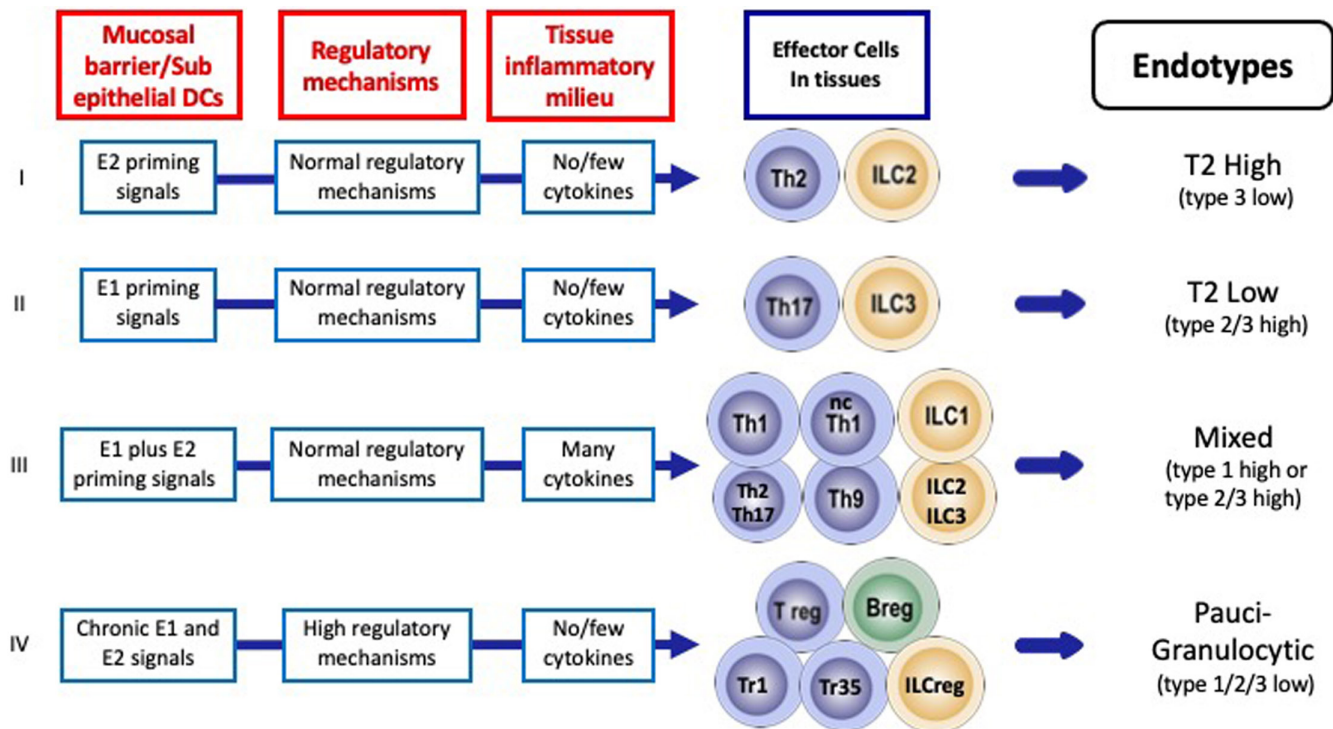 Mucosal
barrier/Sub
epithelial DCs
Regulatory
mechanisms
Tissue
inflammatory
milieu
Effector Cells
In tissues
Endotypes
I
E2 priming
signals
Normal regulatory
mechanisms
No/few
cytokines
Th2
ILC2
T2 High
(type 3 low)
II
E1 priming
signals
Normal regulatory
mechanisms
No/few
cytokines
Th17
ILC3
T2 Low
(type 2/3 high)
III
E1 plus E2
priming signals
Normal regulatory
mechanisms
Many
cytokines
Th1
nc
Th1
ILC1
Th2
Th17
Th9
ILC2
ILC3
Mixed
(type 1 high or
type 2/3 high)
IV
Chronic E1 and
E2 signals
High regulatory
mechanisms
No/few
cytokines
T reg
Breg
Tr1
Tr35
ILCreg
Pauci-
Granulocytic
(type 1/2/3 low)